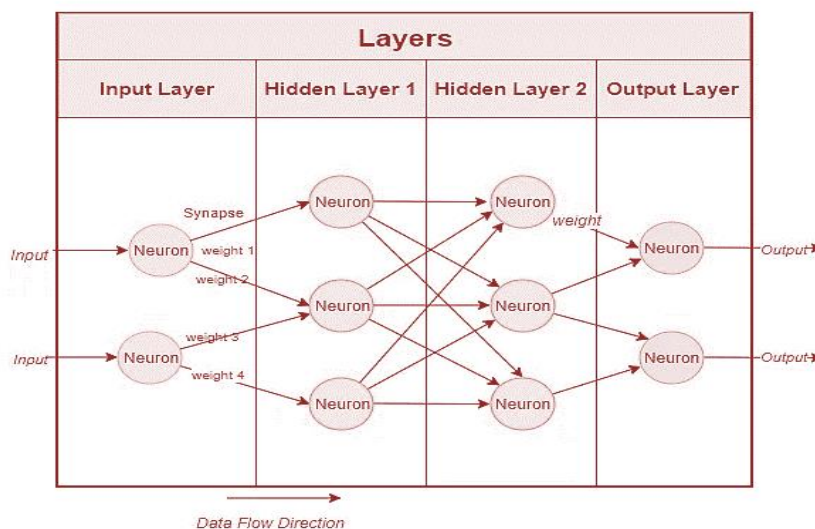 Layers
Input Layer
Hidden Layer 1
Hidden Layer 2
Output Layer
Synapse
weight 1
weight 2
weight 3
weight 4
weight
Input
Input
Neuron
Neuron
Neuron
Neuron
Neuron
Neuron
Neuron
Neuron
Neuron
Neuron
Output
Output
Data Flow Direction